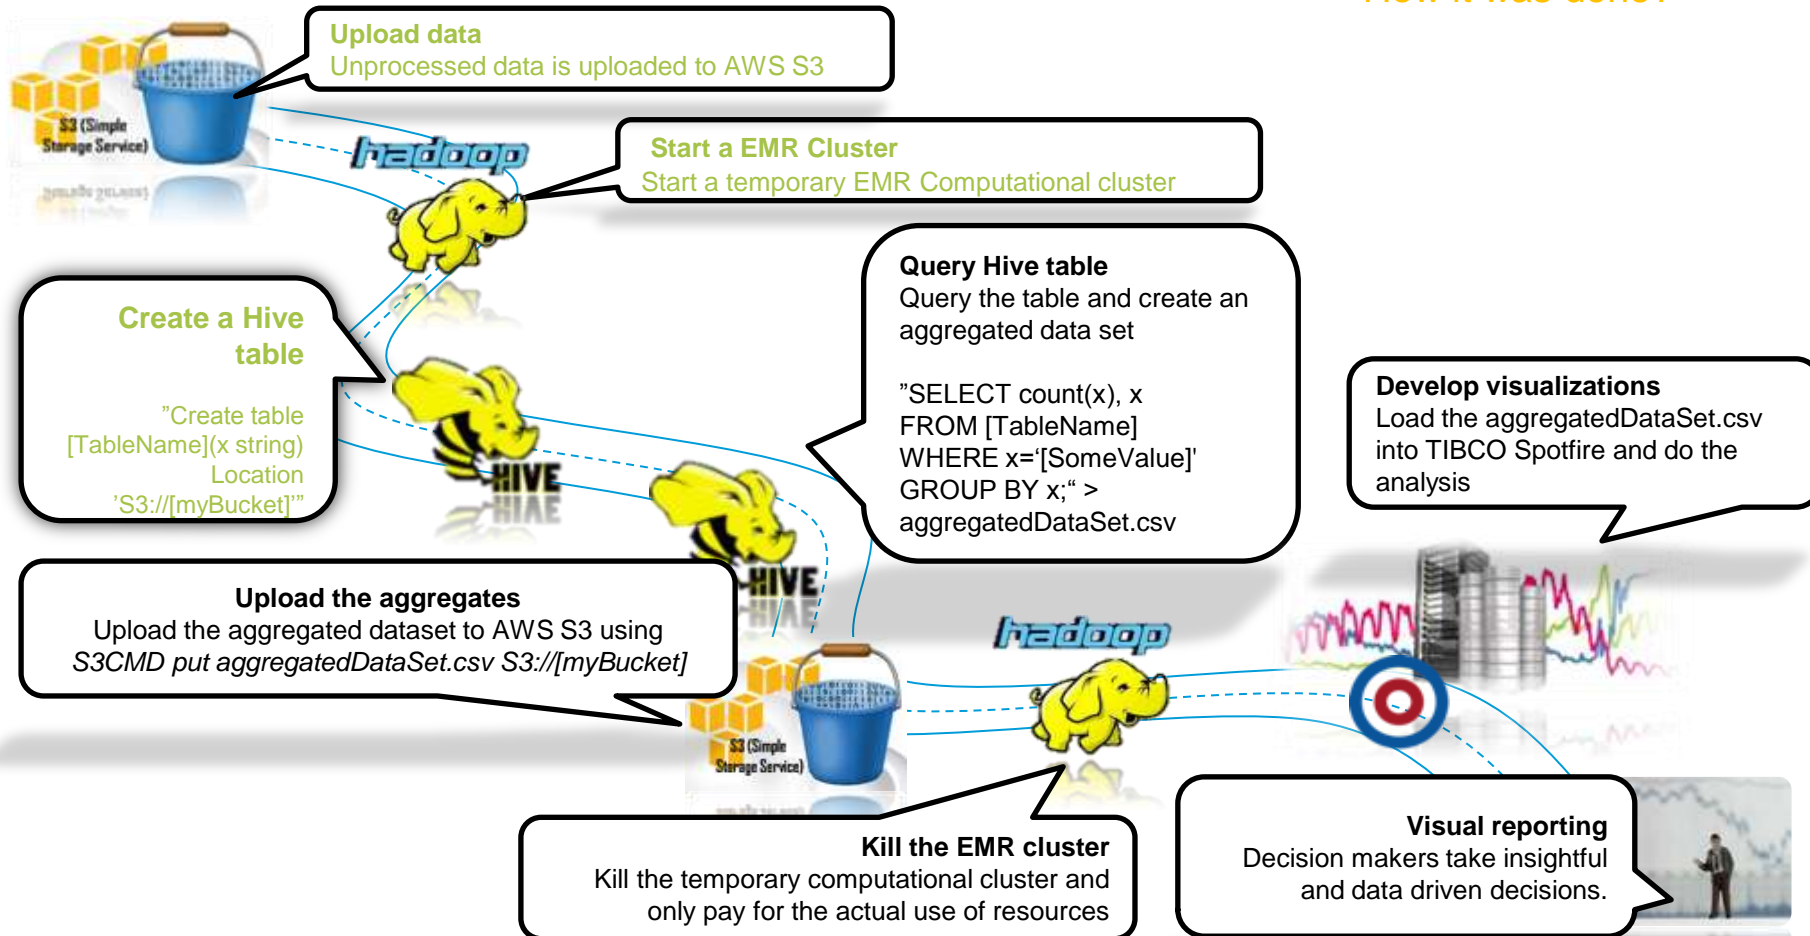 How it was done?
Upload data
Unprocessed data is uploaded to AWS S3
S3 (Simple
Storage Service)
hadoop
Start a EMR Cluster
Start a temporary EMR Computational cluster
Create a Hive
table
”Create table
[TableName](x string)
Location
’S3://[myBucket]’”
HIVE
Query Hive table
Query the table and create an
aggregated data set
”SELECT count(x), x
FROM [TableName]
WHERE x=‘[SomeValue]'
GROUP BY x;“ >
aggregatedDataSet.csv
HIVE
Develop visualizations
Load the aggregatedDataSet.csv
into TIBCO Spotfire and do the
analysis
Upload the aggregates
Upload the aggregated dataset to AWS S3 using
S3CMD put aggregatedDataSet.csv S3://[myBucket]
S3 (Simple
Storage Service)
hadoop
Kill the EMR cluster
Kill the temporary computational cluster and
only pay for the actual use of resources
Visual reporting
Decision makers take insightful
and data driven decisions.